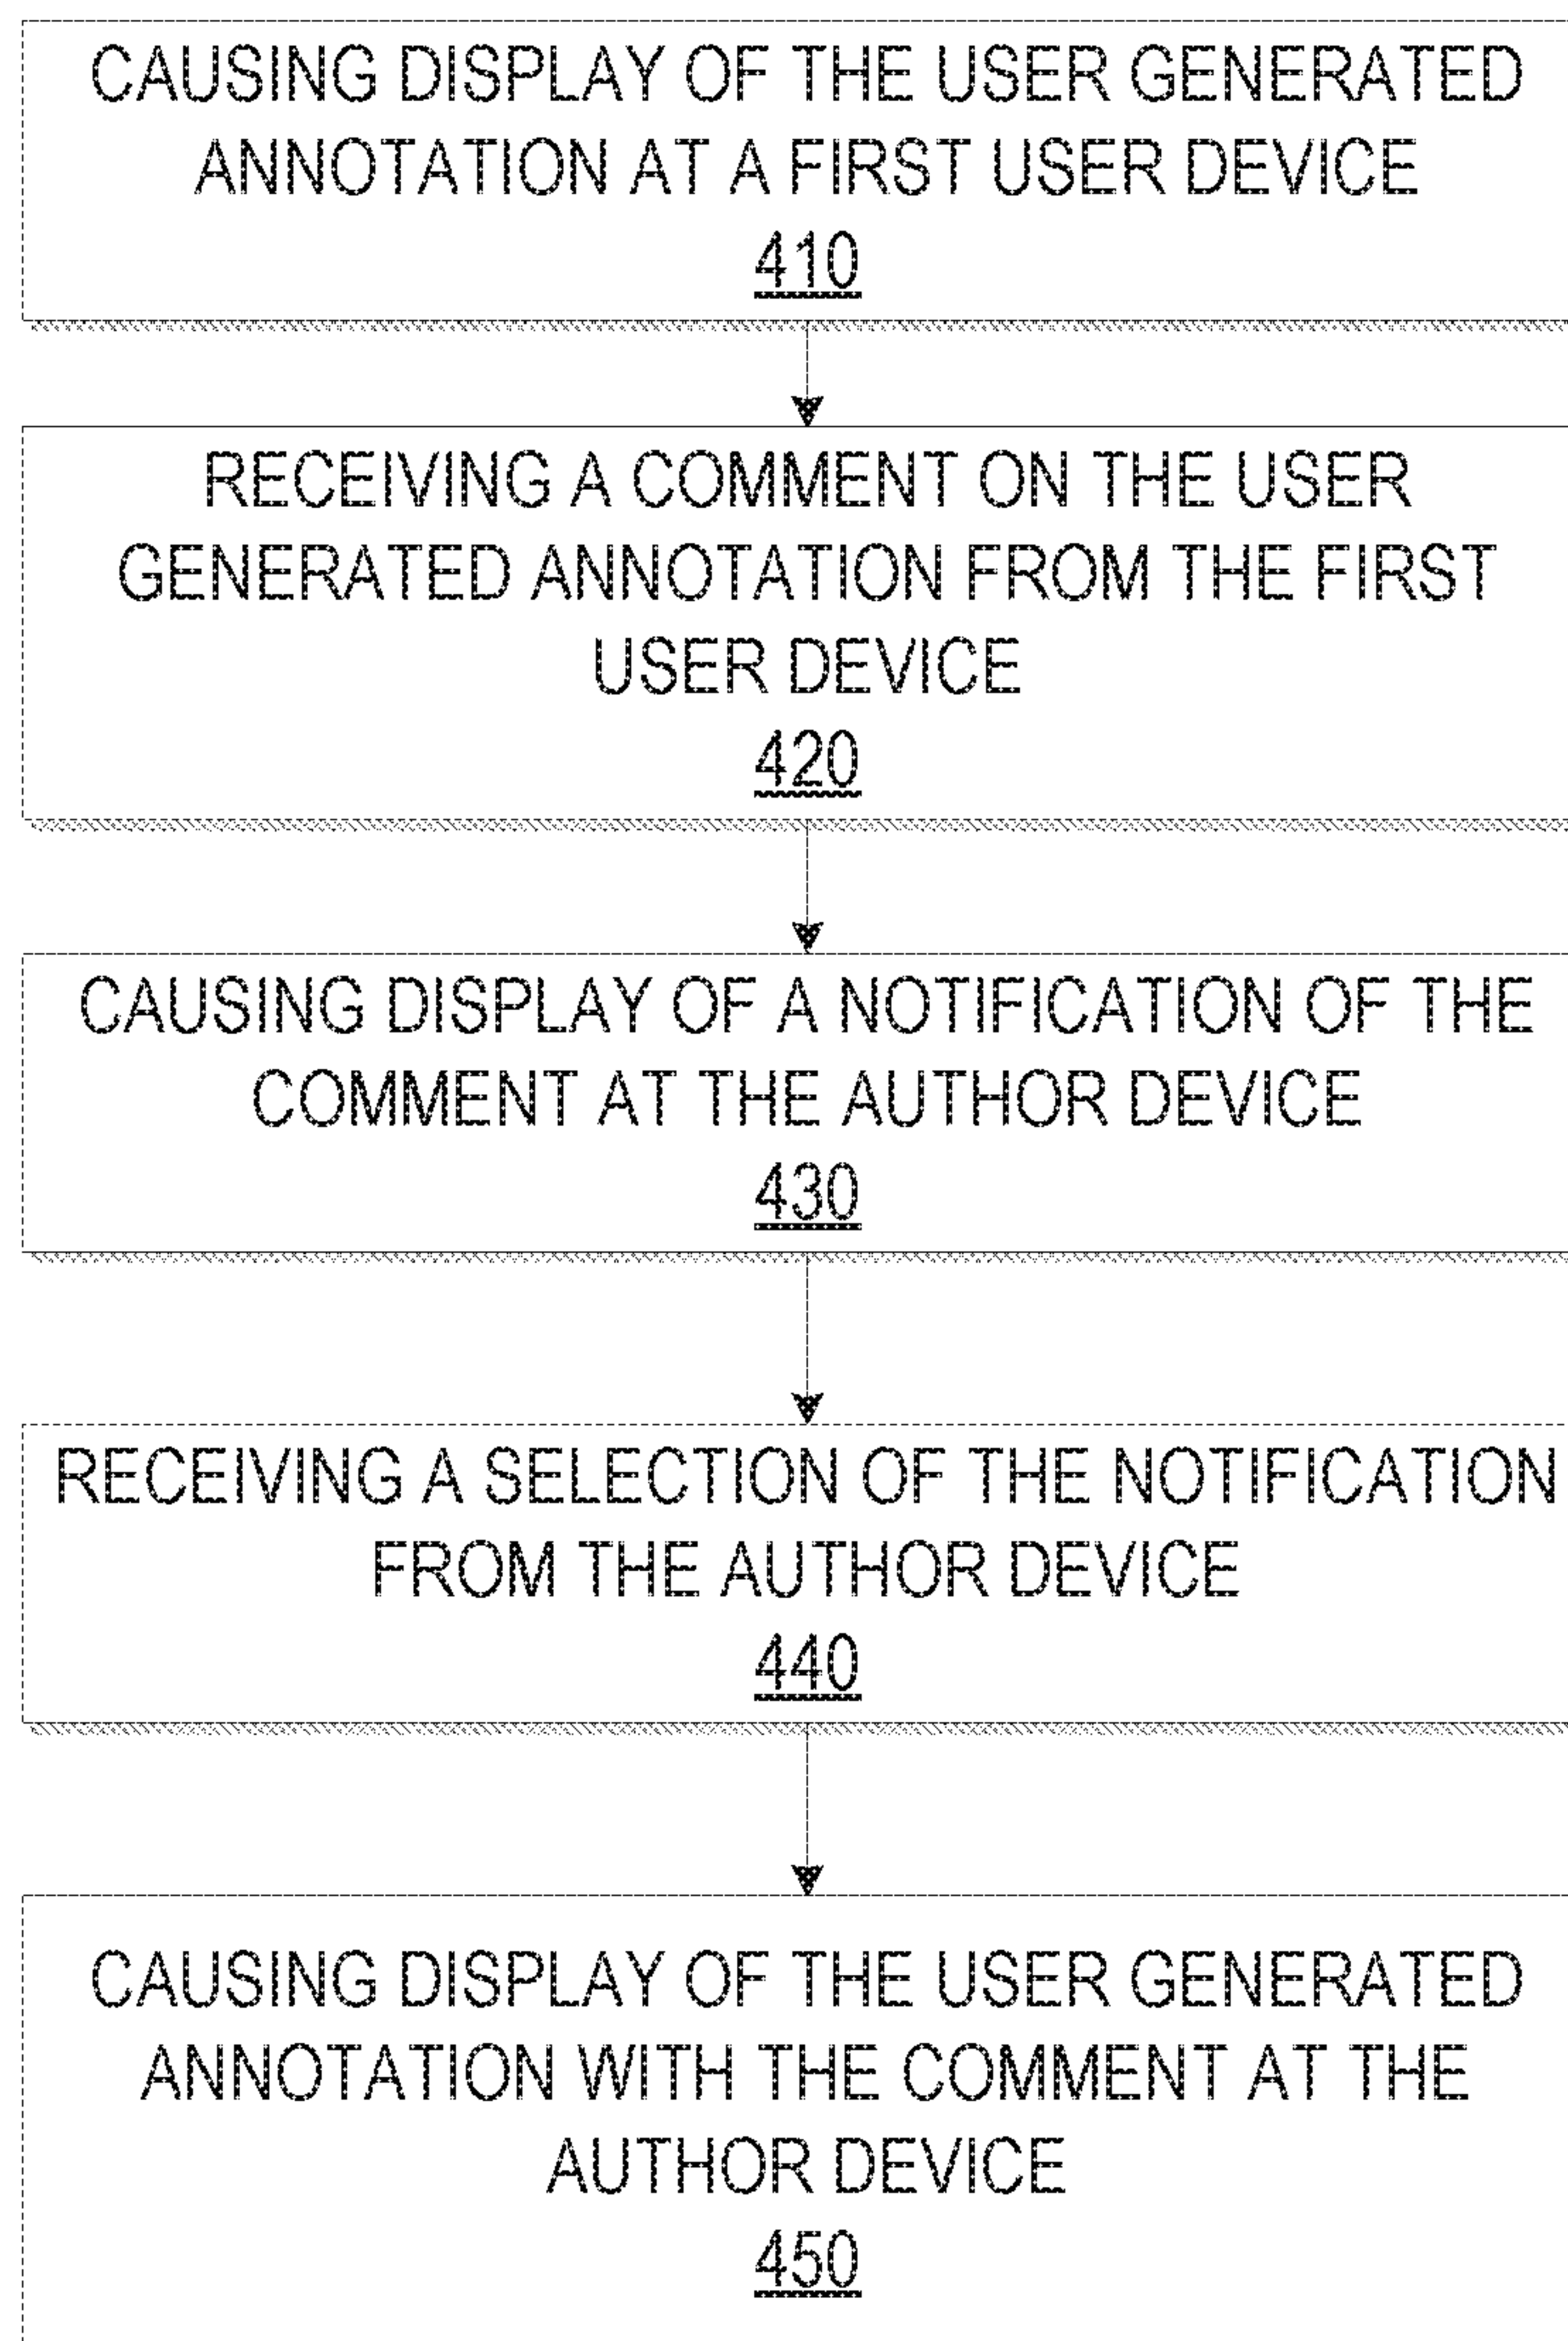 CAUSING DISPLAY OF THE USER GENERATED
ANNOTATION AT A FIRST USER DEVICE
410
RECEIVING A COMMENT ON THE USER
GENERATED ANNOTATION FROM THE FIRST
USER DEVICE
420
CAUSING DISPLAY OF A NOTIFICATION OF THE
COMMENT AT THE AUTHOR DEVICE
430
RECEIVING A SELECTION OF THE NOTIFICATION
FROM THE AUTHOR DEVICE
440
CAUSING DISPLAY OF THE USER GENERATED
ANNOTATION WITH THE COMMENT AT THE
AUTHOR DEVICE
450